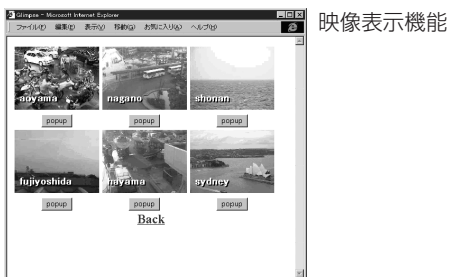 Glimpse - Microsoft Internet Explorer
ファイル(F) 編集(E) 表示(V) 移動(G) お気に入り(A) ヘルプ(H)
映像表示機能
aoyama nagano shonan
popup popup popup
fujiyoshida hayama sydney
popup popup popup
Back